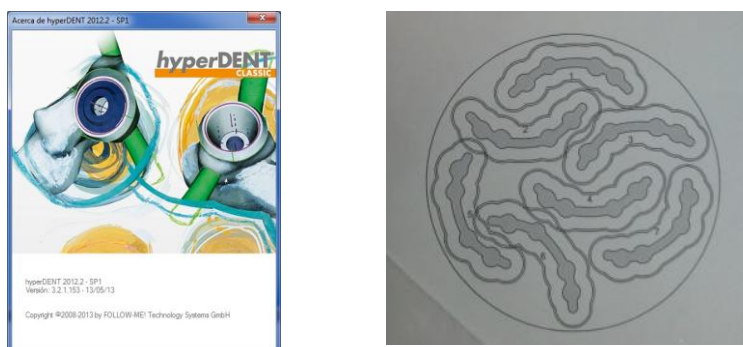 Acerca de hyperDENT 2012.2 - SP1
hyperDENT
CLASSIC
hyperDENT 2012.2 - SP1
Versión: 3.2.1.153 - 13/05/13
Copyright ©2008-2013 by FOLLOW-ME! Technology Systems GmbH
1
2
3
4
5
6
7